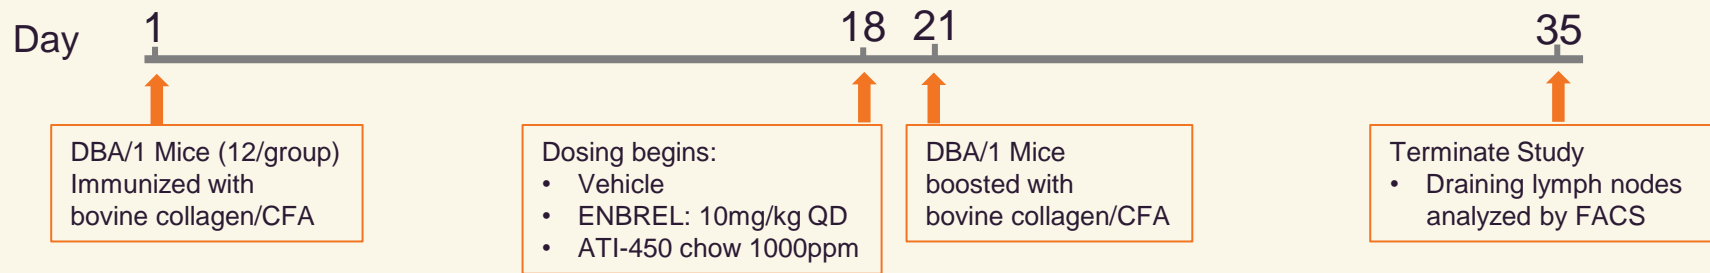 Day
1
18
21
35
DBA/1 Mice (12/group)
Immunized with
bovine collagen/CFA
Dosing begins:
• Vehicle
• ENBREL: 10mg/kg QD
• ATI-450 chow 1000ppm
DBA/1 Mice
boosted with
bovine collagen/CFA
Terminate Study
• Draining lymph nodes
analyzed by FACS